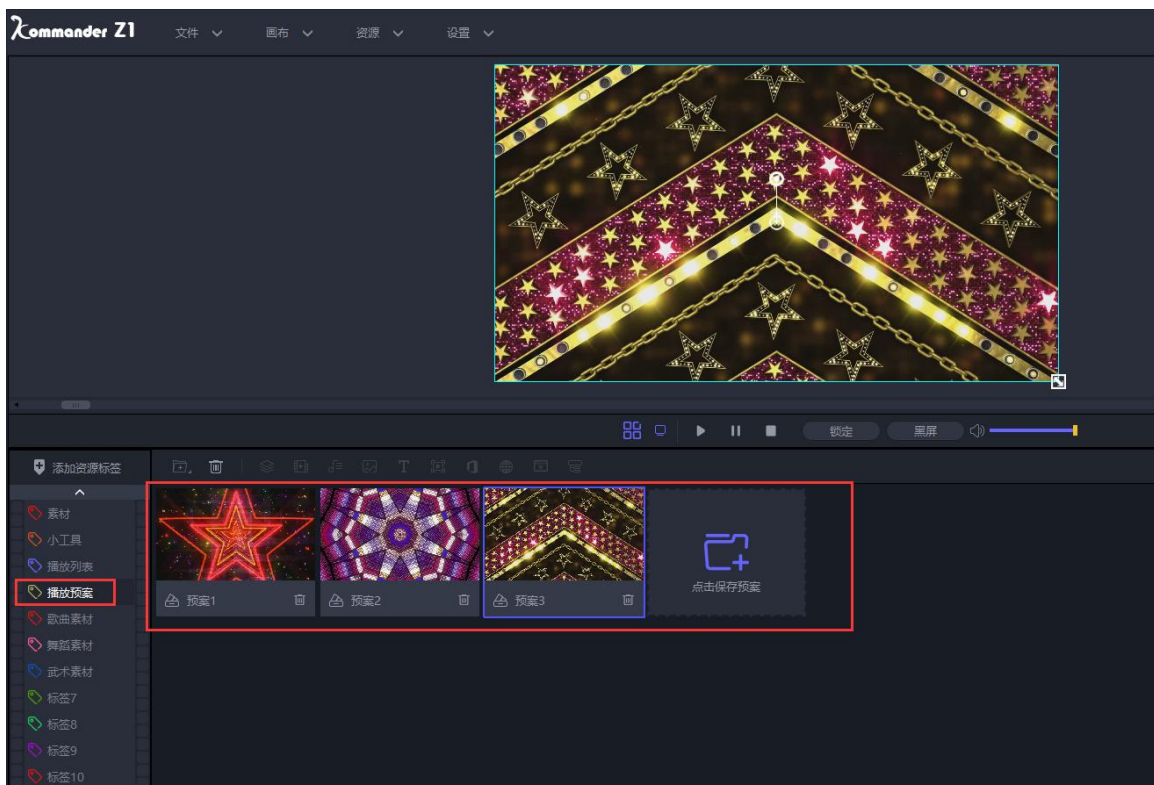 Kommander Z1
文件
画布
资源
设置
锁定
黑屏
添加资源标签
素材
小工具
播放列表
播放预案
歌曲素材
舞蹈素材
武术素材
标签7
标签8
标签9
标签10
预案1
预案2
预案3
点击保存预案